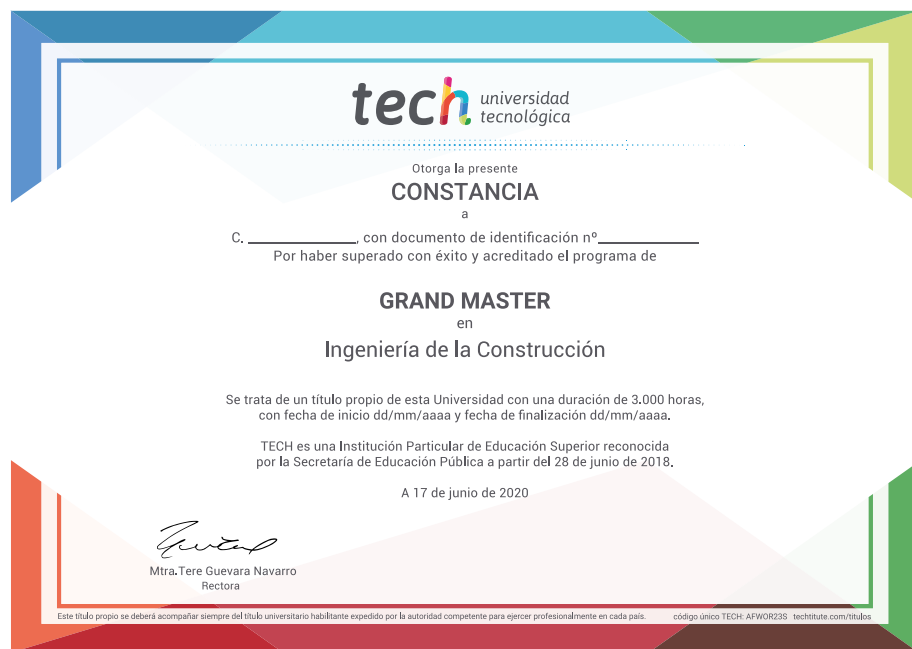 tech universidad
tecnológica
Otorga la presente
CONSTANCIA
a
C. ____________, con documento de identificación nº____________
Por haber superado con éxito y acreditado el programa de
GRAND MASTER
en
Ingeniería de la Construcción
Se trata de un título propio de esta Universidad con una duración de 3.000 horas,
con fecha de inicio dd/mm/aaaa y fecha de finalización dd/mm/aaaa.
TECH es una Institución Particular de Educación Superior reconocida
por la Secretaría de Educación Pública a partir del 28 de junio de 2018.
A 17 de junio de 2020
Mtra.Tere Guevara Navarro
Rectora
Este título propio se deberá acompañar siempre del título universitario habilitante expedido por la autoridad competente para ejercer profesionalmente en cada país. código único TECH: AFWOR23S techtitute.com/titulos